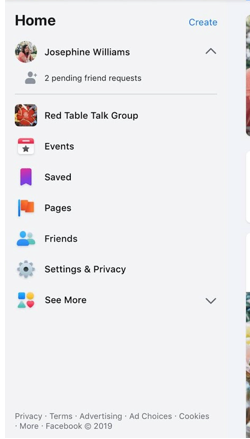 Home
Create
Josephine Williams
2 pending friend requests
Red Table Talk Group
Events
Saved
Pages
Friends
Settings & Privacy
See More
Privacy · Terms · Advertising · Ad Choices · Cookies
· More · Facebook © 2019